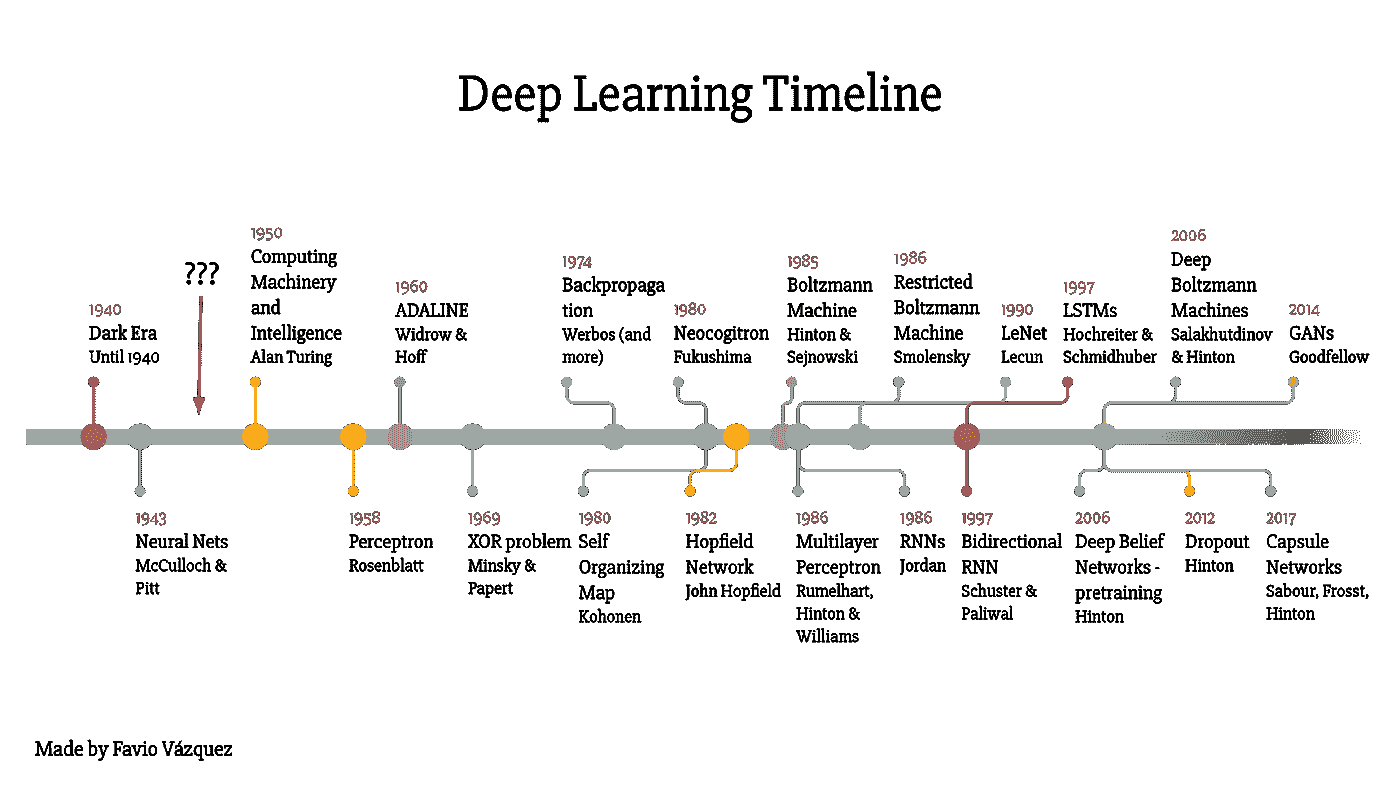 Deep Learning Timeline
1940
Dark Era
Until 1940
???
1950
Computing
Machinery
and
Intelligence
Alan Turing
1960
ADALINE
Widrow &
Hoff
1974
Backpropaga
tion
Werbos (and
more)
1980
Neocogitron
Fukushima
1985
Boltzmann
Machine
Hinton &
Sejnowski
1986
Restricted
Boltzmann
Machine
Smolensky
1990
LeNet
Lecun
1997
LSTMs
Hochreiter &
Schmidhuber
2006
Deep
Boltzmann
Machines
Salakhutdinov
& Hinton
2014
GANs
Goodfellow
1943
Neural Nets
McCulloch &
Pitt
1958
Perceptron
Rosenblatt
1969
XOR problem
Minsky &
Papert
1980
Self
Organizing
Map
Kohonen
1982
Hopfield
Network
John Hopfield
1986
Multilayer
Perceptron
Rumelhart,
Hinton &
Williams
1986
RNNs
Jordan
1997
Bidirectional
RNN
Schuster &
Paliwal
2006
Deep Belief
Networks -
pretraining
Hinton
2012
Dropout
Hinton
2017
Capsule
Networks
Sabour, Frosst,
Hinton
Made by Favio Vázquez